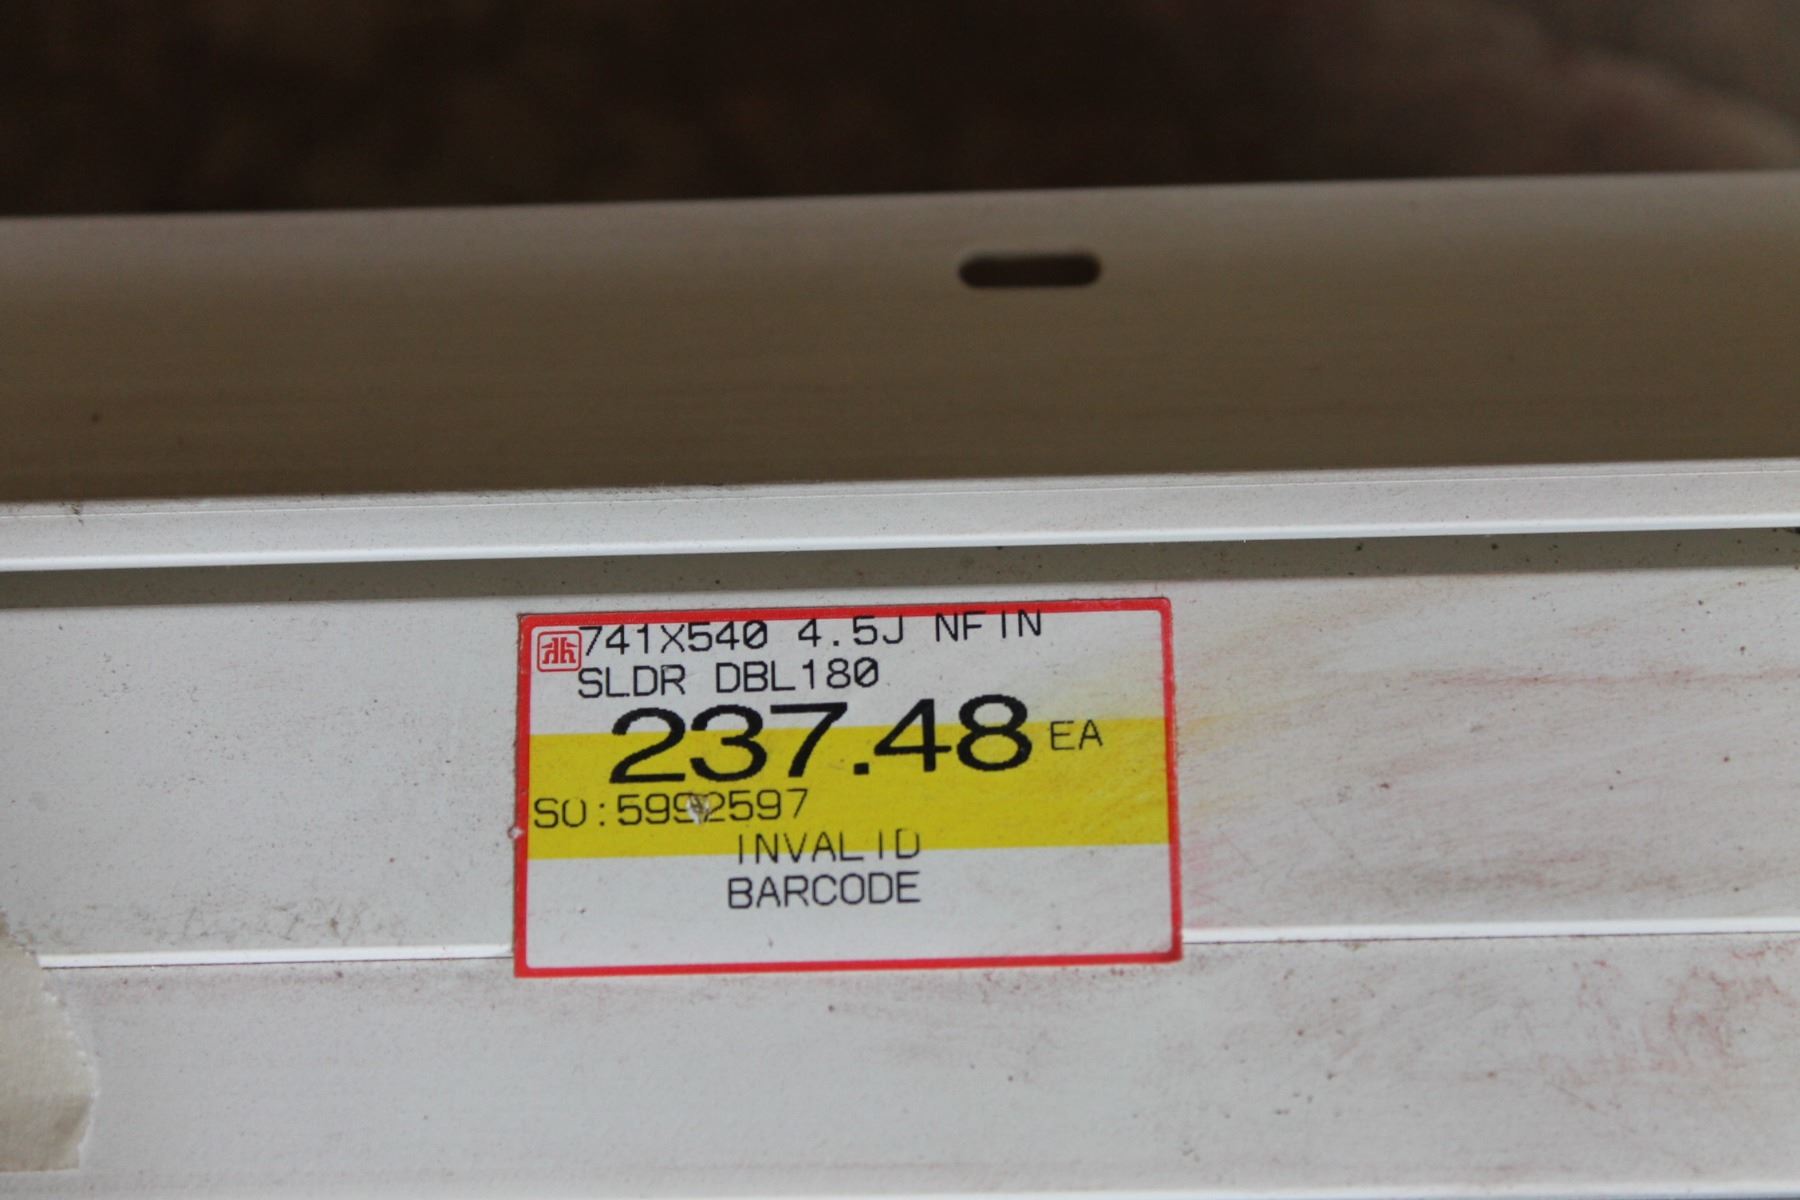 741X540 4.5J NFIN
SLDR DBL180
237.48 EA
SO:5992597
INVALID
BARCODE